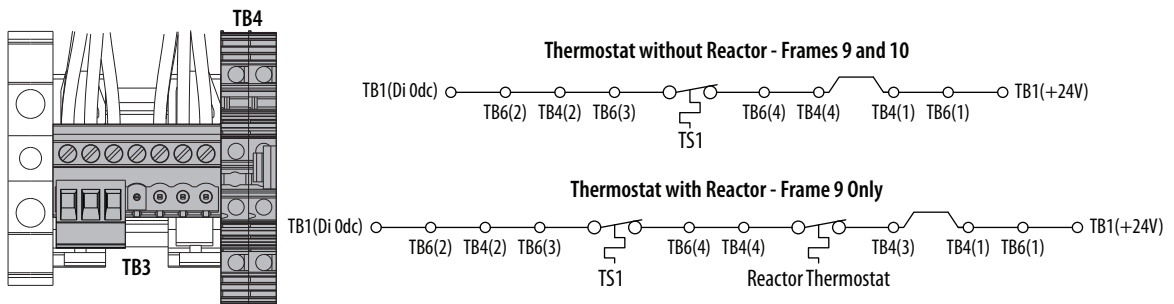 TB4
TB3
Thermostat without Reactor - Frames 9 and 10
TB1(Di 0dc)
TB6(2)
TB4(2)
TB6(3)
TS1
TB6(4)
TB4(4)
TB4(1)
TB6(1)
TB1(+24V)
Thermostat with Reactor - Frame 9 Only
TB1(Di 0dc)
TB6(2)
TB4(2)
TB6(3)
TS1
TB6(4)
TB4(4)
Reactor Thermostat
TB4(3)
TB4(1)
TB6(1)
TB1(+24V)